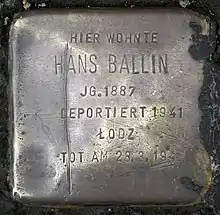 HIER WOHNTE
HANS BALLIN
JG. 1887
DEPORTIERT 1941
ŁODZ
TOT AM